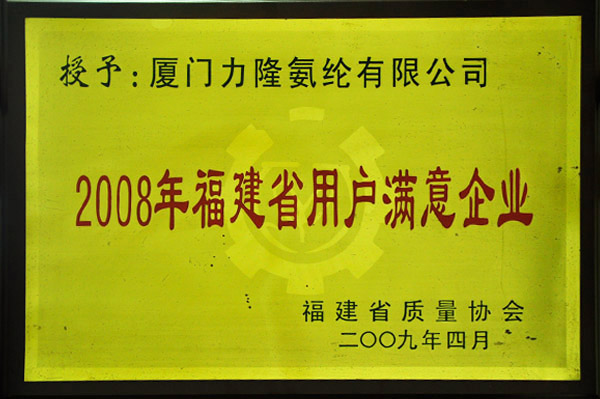 授予：厦门力隆氨纶有限公司
2008年福建省用户满意企业
福建省质量协会
二〇〇九年四月